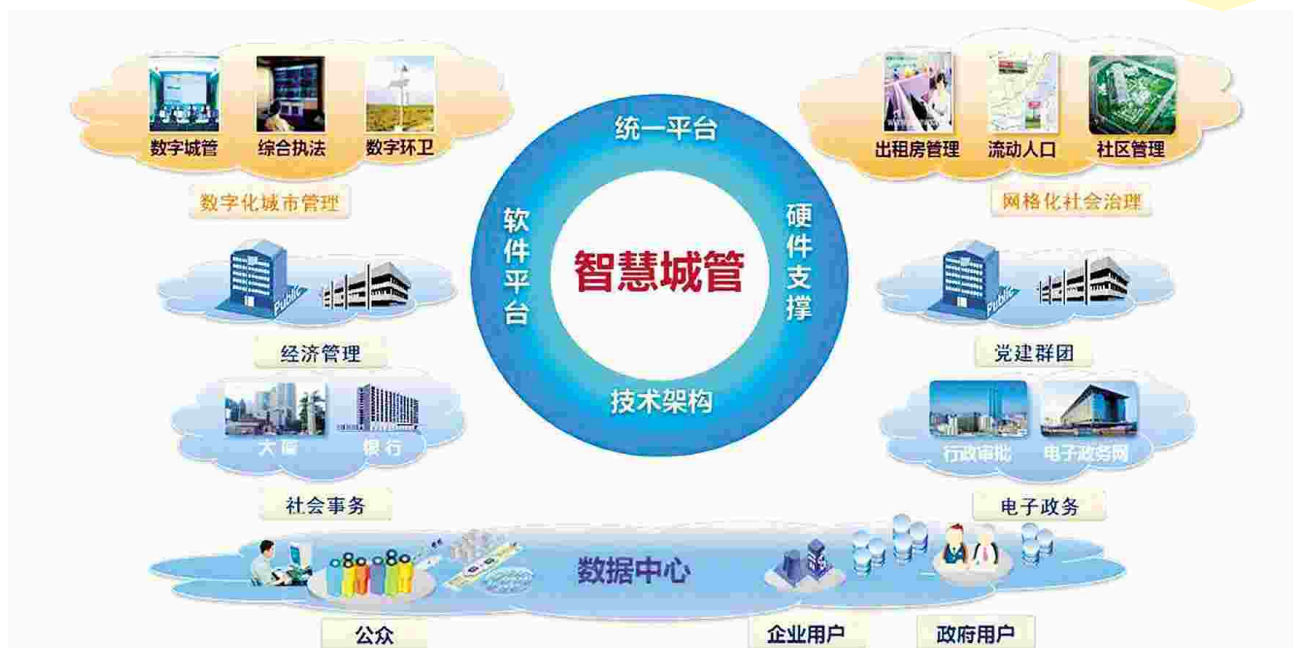 统一平台
软件平台
硬件支撑
智慧城管
技术架构
数字城管 综合执法 数字环卫
数字化城市管理
出租房管理 流动人口 社区管理
网格化社会治理
Public
经济管理
Public
党建群团
大厦 银行
社会事务
行政审批 电子政务网
电子政务
数据中心
公众 企业用户 政府用户